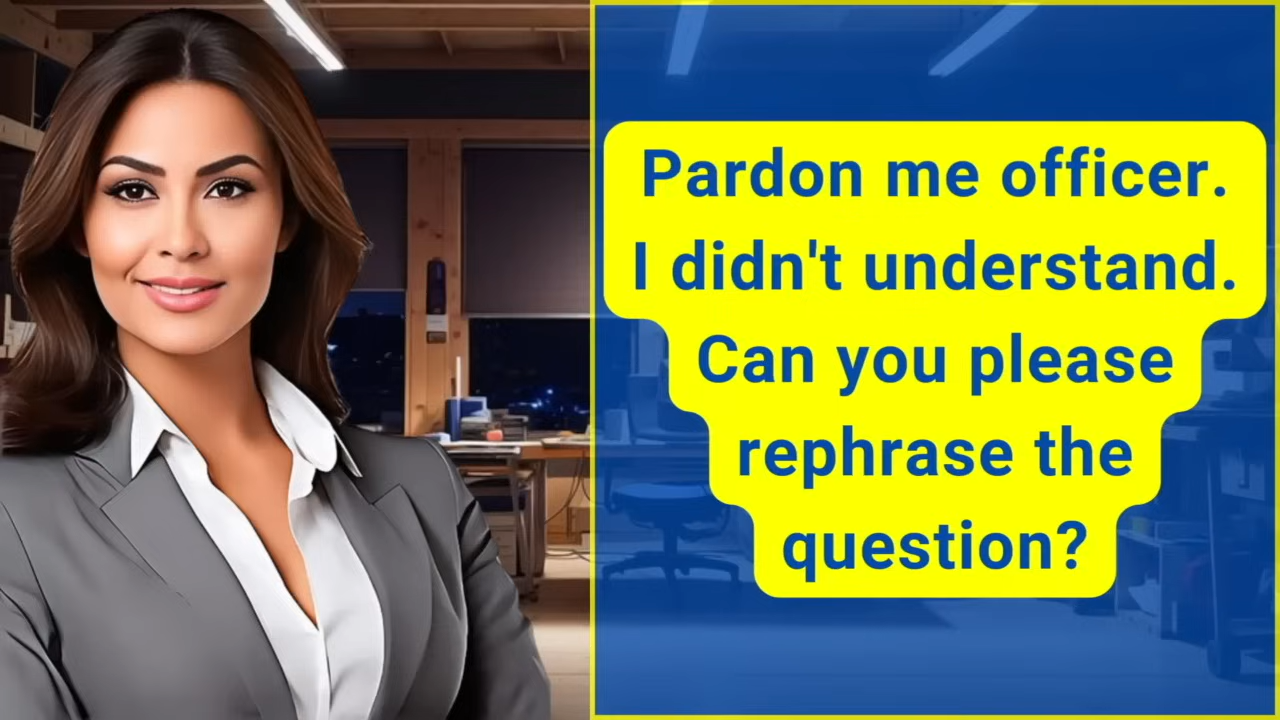 Pardon me officer.
I didn't understand.
Can you please
rephrase the
question?